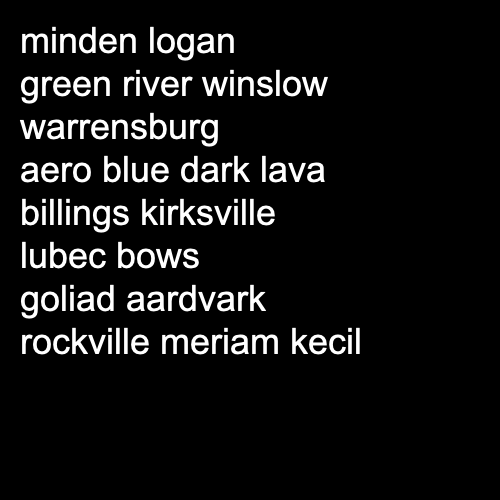 minden logan
green river winslow
warrensburg
aero blue dark lava
billings kirksville
lubec bows
goliad aardvark
rockville meriam kecil